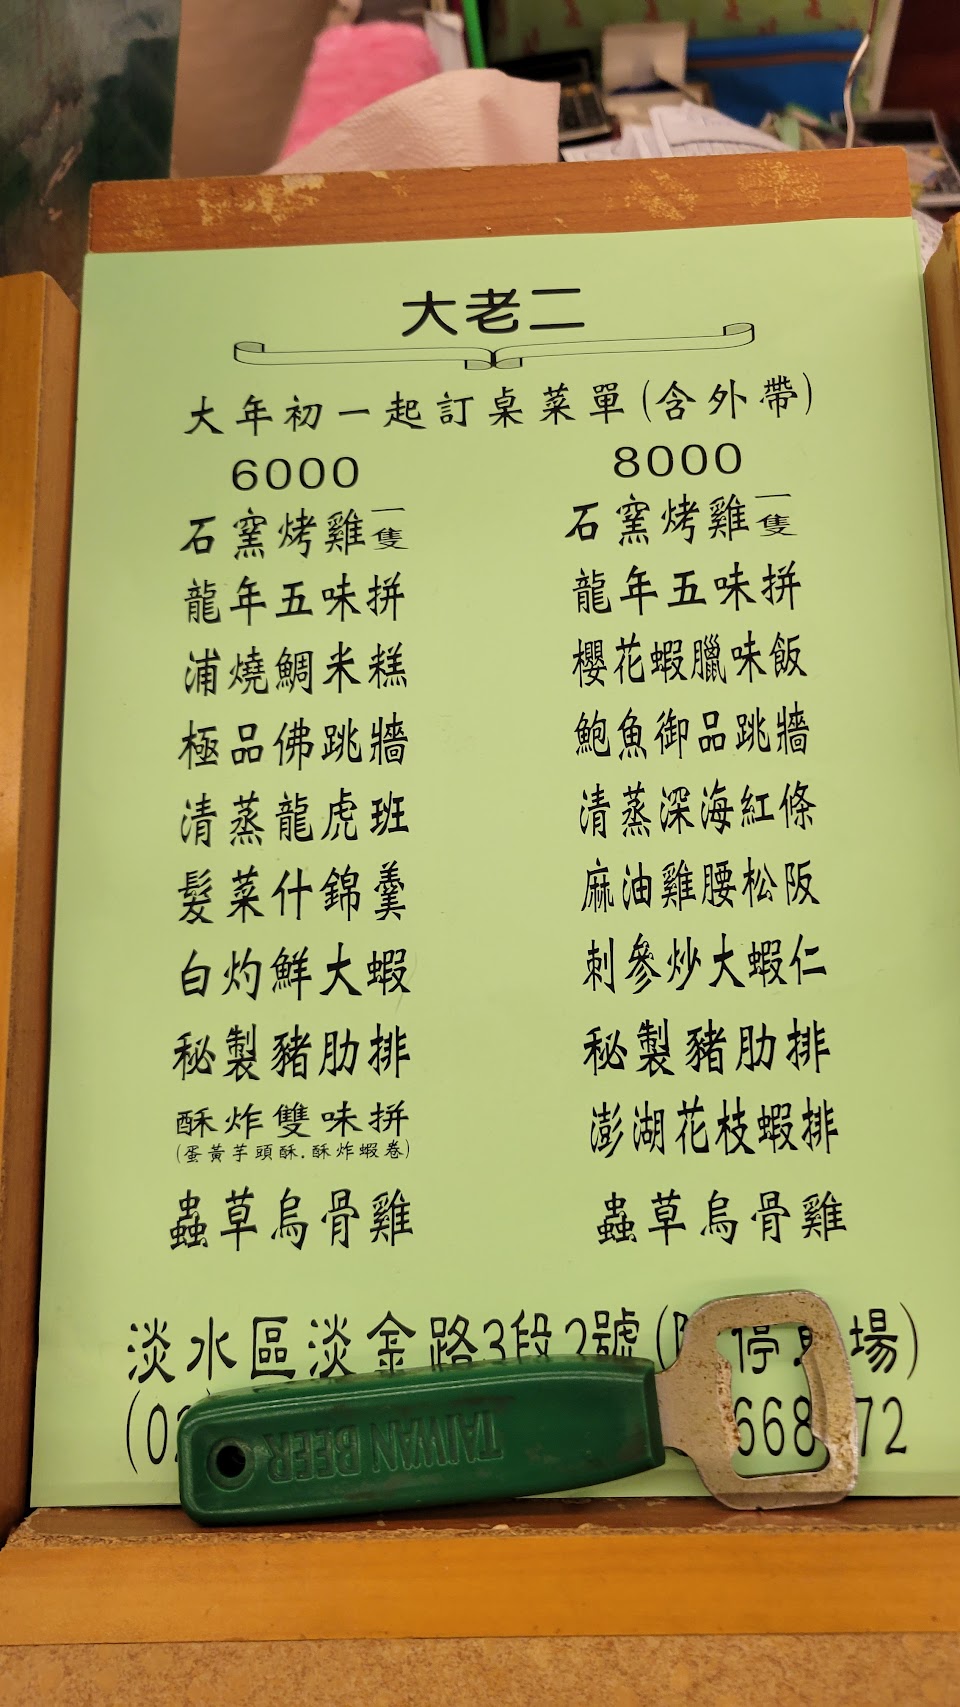 大老二
大年初一起訂桌菜單(含外帶)
6000
石窯烤雞一隻
龍年五味拼
浦燒鯛米糕
極品佛跳牆
清蒸龍虎班
髮菜什錦羹
白灼鮮大蝦
秘製豬肋排
酥炸雙味拼
(蛋黃芋頭酥.酥炸蝦卷)
蟲草烏骨雞
8000
石窯烤雞一隻
龍年五味拼
櫻花蝦臘味飯
鮑魚御品跳牆
清蒸深海紅條
麻油雞腰松阪
刺參炒大蝦仁
秘製豬肋排
澎湖花枝蝦排
蟲草烏骨雞
淡水區淡金路3段2號(停場)
(0 668 72
TAIWAN BEER